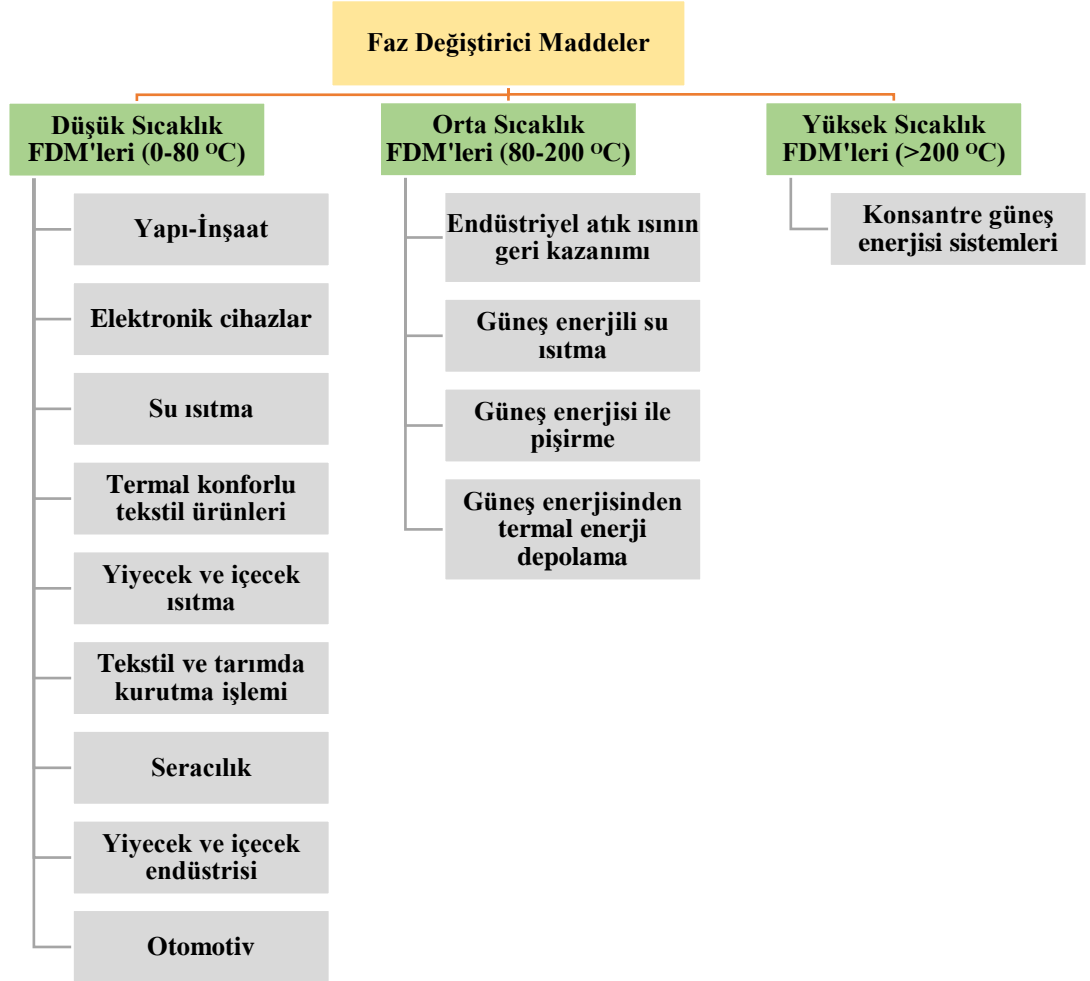 Faz Değiştirici Maddeler
Düşük Sıcaklık
FDM'leri (0-80 ᴼC)
Yapı-İnşaat
Elektronik cihazlar
Su ısıtma
Termal konforlu
tekstil ürünleri
Yiyecek ve içecek
ısıtma
Tekstil ve tarımda
kurutma işlemi
Seracılık
Yiyecek ve içecek
endüstrisi
Otomotiv
Orta Sıcaklık
FDM'leri (80-200 ᴼC)
Endüstriyel atık ısının
geri kazanımı
Güneş enerjili su
ısıtma
Güneş enerjisi ile
pişirme
Güneş enerjisinden
termal enerji
depolama
Yüksek Sıcaklık
FDM'leri (>200 ᴼC)
Konsantre güneş
enerjisi sistemleri